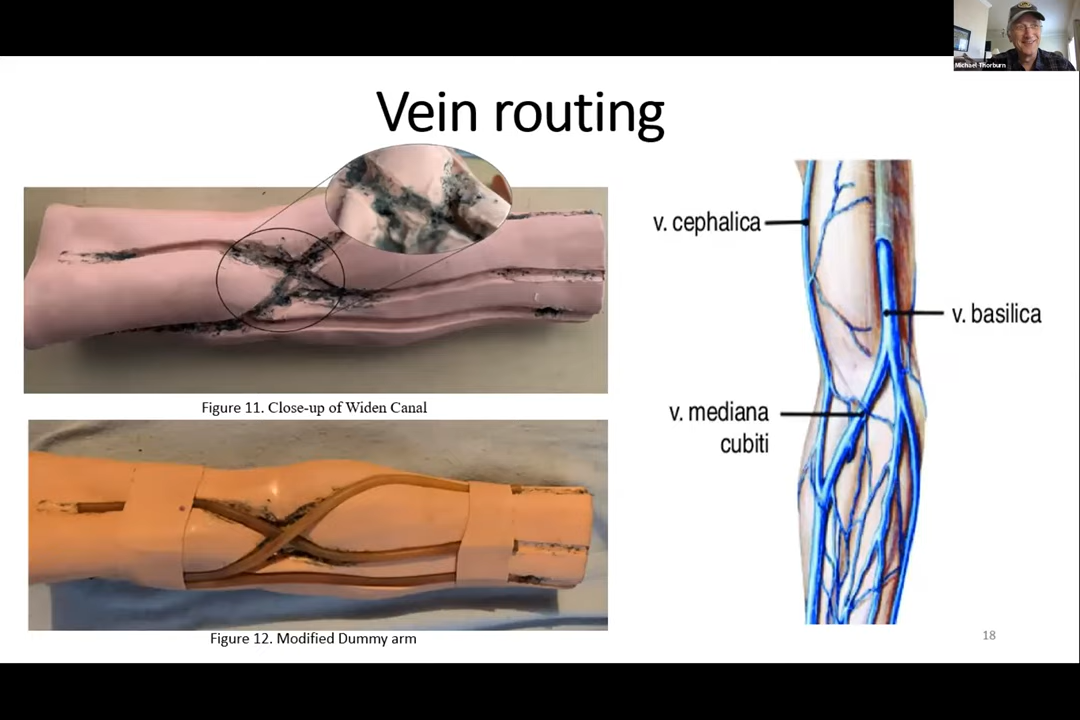 Michael Thorburn
Vein routing
Figure 11. Close-up of Widen Canal
Figure 12. Modified Dummy arm
v. cephalica
v. basilica
v. mediana
cubiti
18